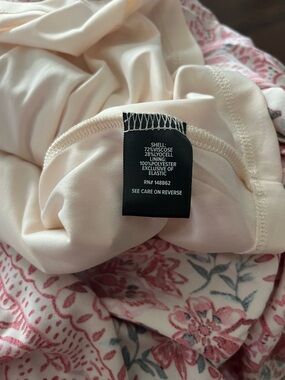 SHELL:
72%VISCOSE
28%LYOCELL
LINING:
100%POLYESTER
EXCLUSIVE OF
ELASTIC
RN# 148862
SEE CARE ON REVERSE